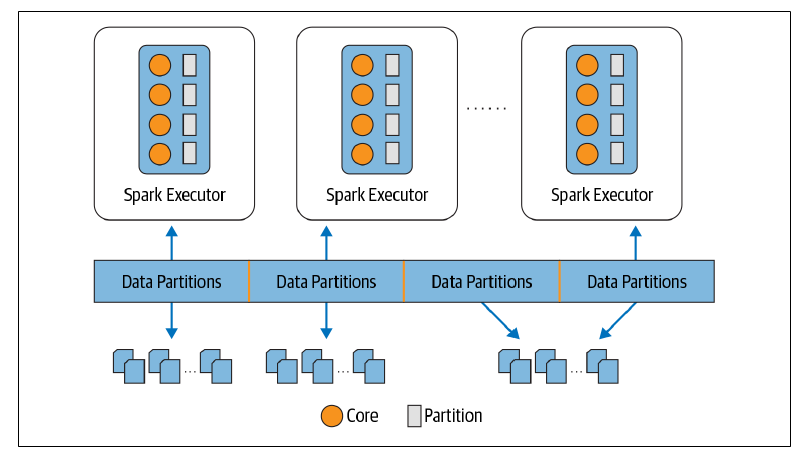 Spark Executor
Spark Executor
......
Spark Executor
Data Partitions
Data Partitions
Data Partitions
Data Partitions
...
...
...
Core
Partition